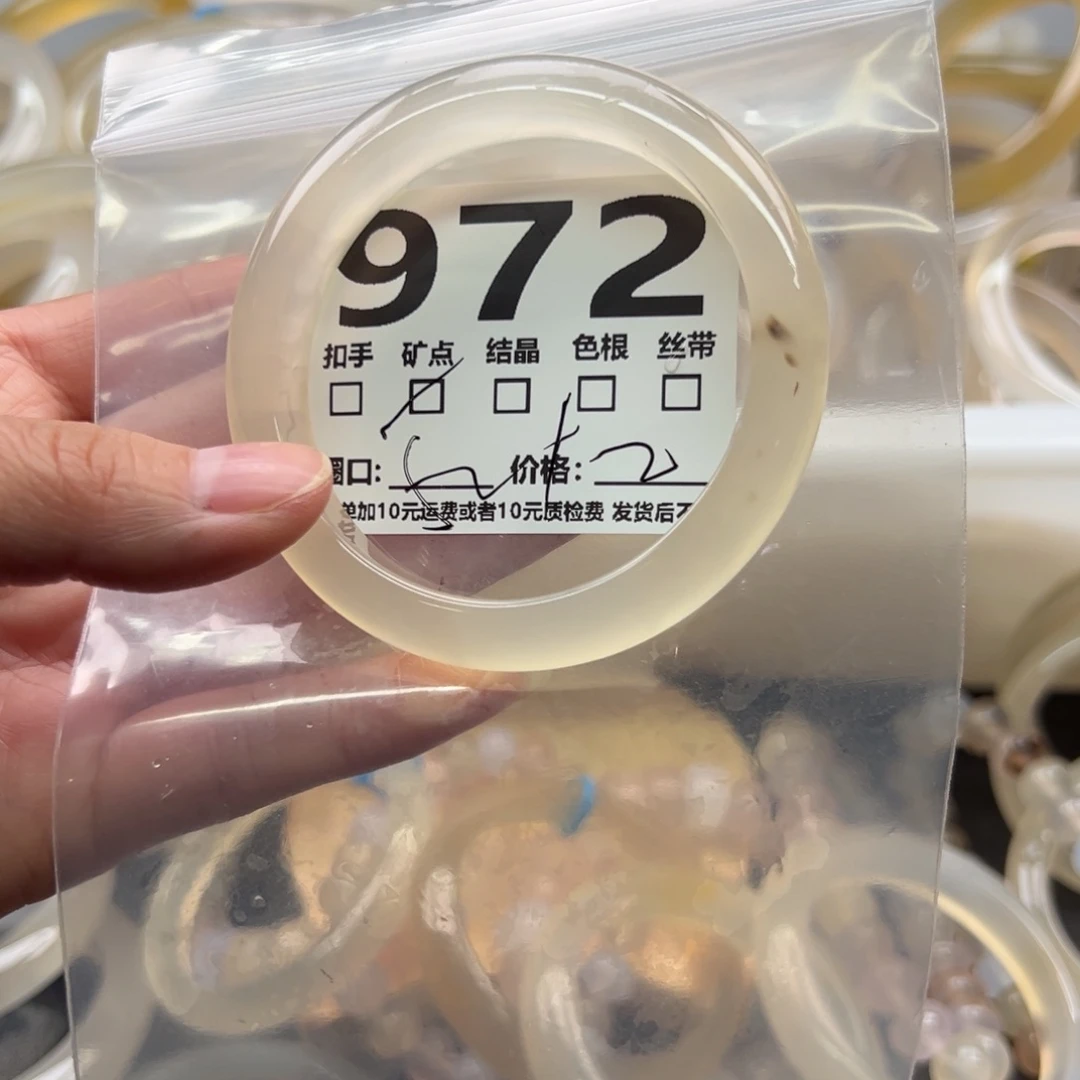 972
扣手 矿点 结晶 色根 丝带
圈口: 价格:
单加10元运费或者10元质检费 发货后不